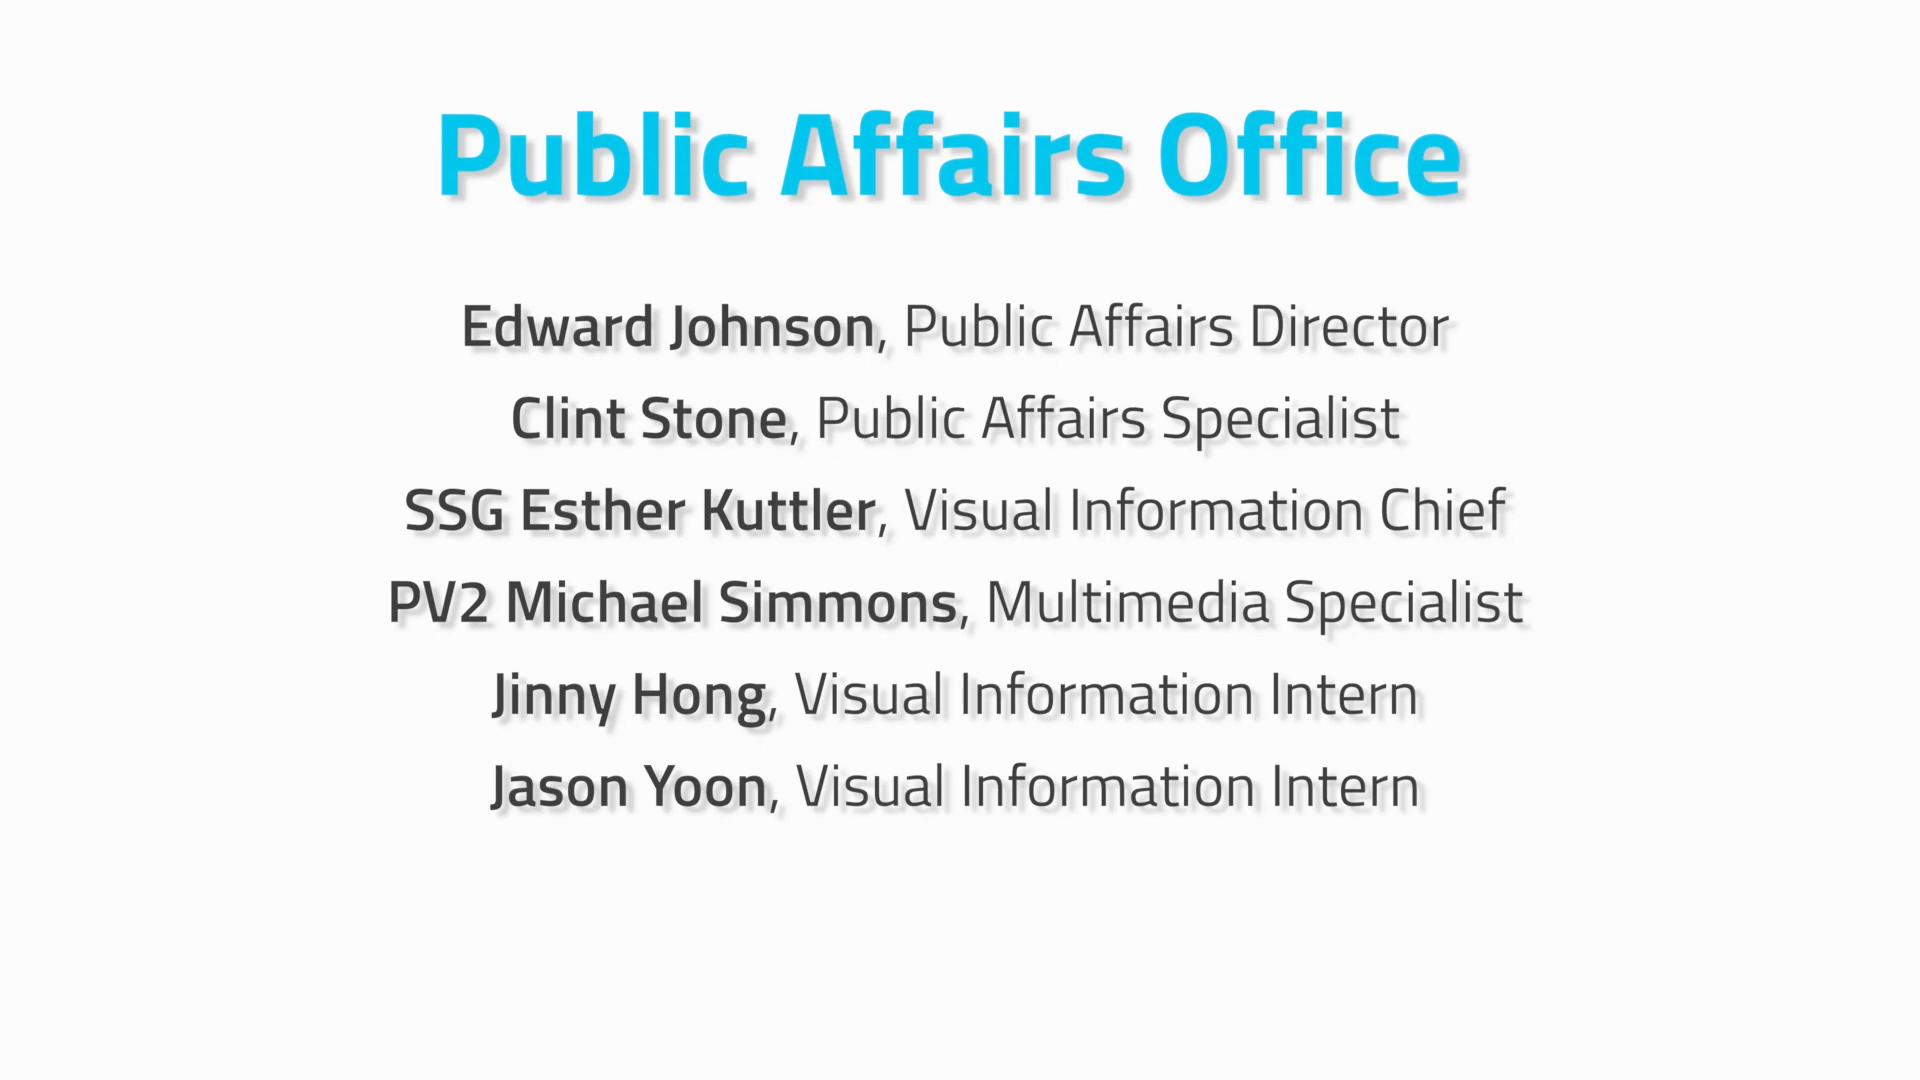 Public Affairs Office
Edward Johnson, Public Affairs Director
Clint Stone, Public Affairs Specialist
SSG Esther Kuttler, Visual Information Chief
PV2 Michael Simmons, Multimedia Specialist
Jinny Hong, Visual Information Intern
Jason Yoon, Visual Information Intern